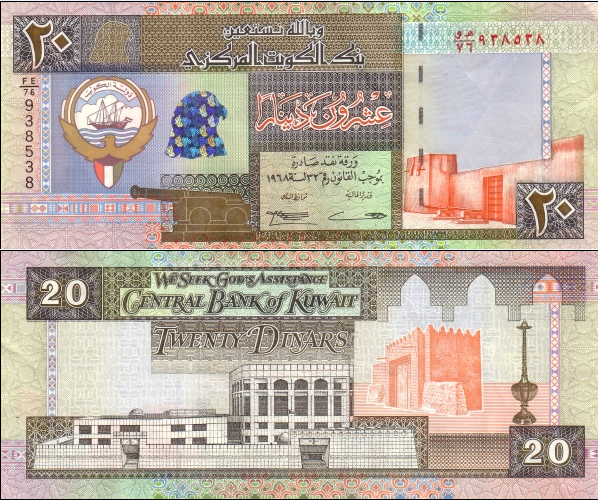 وبالله نستعين
بنك الكويت المركزي
٢٠
ص و/٧٦ ٩٣٨٥٣٨
FE/76 938538
دولة الكويت
عشرون دينارا
ورقة نقد صادرة
بموجب القانون رقم ٣٢ لسنة ١٩٦٨
وزير المالية
محافظ البنك
٢٠
20
WE SEEK GOD'S ASSISTANCE
CENTRAL BANK OF KUWAIT
TWENTY DINARS
20